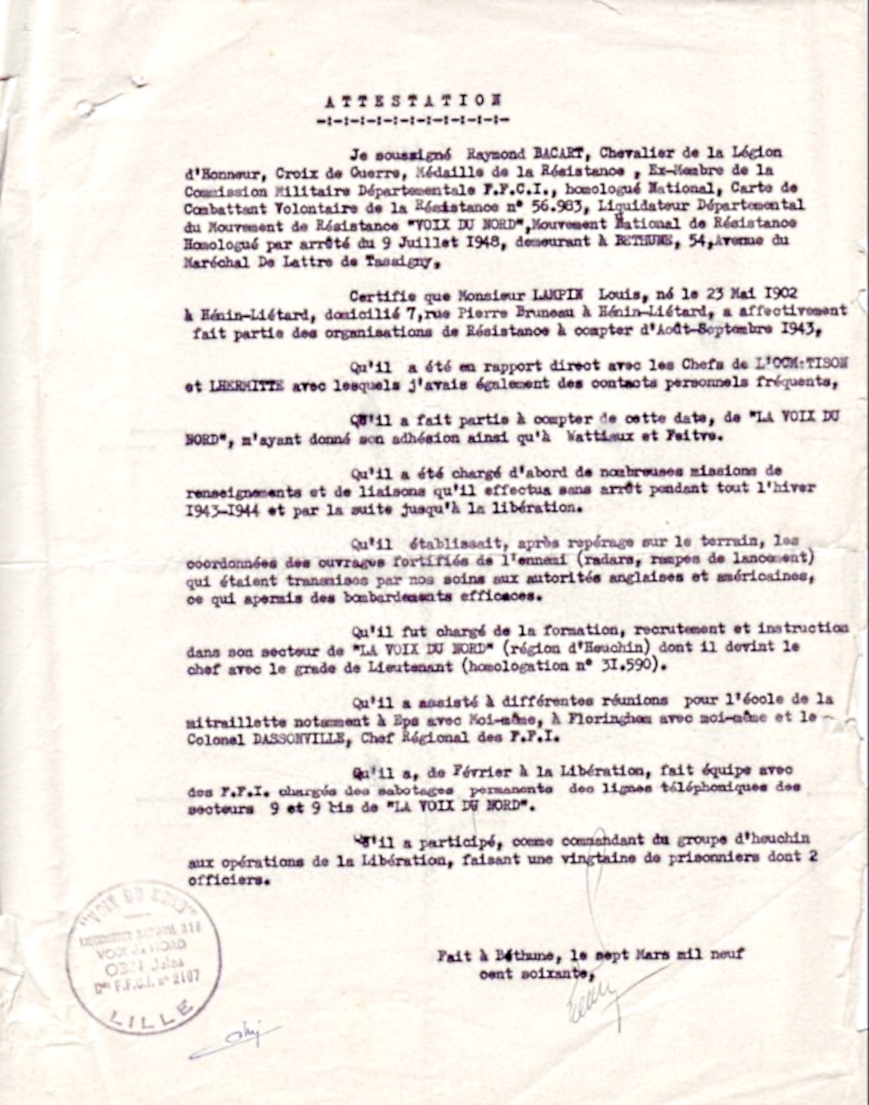 ATTESTATION
-:-:-:-:-:-:-:-:-:-:-:-
Je soussigné Raymond BACART, Chevalier de la Légion
d'Honneur, Croix de Guerre, Médaille de la Résistance , Ex-Membre de la
Commission Militaire Départementale F.F.C.I., homologué National, Carte de
Combattant Volontaire de la Résistance n° 56.983, Liquidateur Départemental
du Mouvement de Résistance "VOIX DU NORD",Mouvement National de Résistance
Homologué par arrêté du 9 Juillet 1948, demeurant à BETHUNE, 54,Avenue du
Maréchal De Lattre de Tassigny,
Certifie que Monsieur LAMPIN Louis, né le 23 Mai I902
à Hénin-Liétard, domicilié 7,rue Pierre Bruneau à Hénin-Liétard, a affectivement
fait partie des organisations de Résistance à compter d'Août-Septembre I943,
Qu'il a été en rapport direct avec les Chefs de L'OCM:TISON
et LHERMITTE avec lesquels j'avais également des contacts personnels fréquents,
QU'il a fait partie à compter de cette date, de "LA VOIX DU
NORD", m'ayant donné son adhésion ainsi qu'à Wattiaux et Feitve.
Qu'il a été chargé d'abord de nombreuses missions de
renseignements et de liaisons qu'il effectua sans arrêt pendant tout l'hiver
I943-I944 et par la suite jusqu'à la libération.
Qu'il établissait, après repérage sur le terrain, les
coordonnées des ouvrages fortifiés de l'ennemi (radars, rampes de lancement)
qui étaient transmises par nos soins aux autorités anglaises et américaines,
ce qui apermis des bombardements efficaces.
Qu'il fut chargé de la formation, recrutement et instruction
dans son secteur de "LA VOIX DU NORD" (région d'Heuchin) dont il devint le
chef avec le grade de Lieutenant (homologation n° 3I.590).
Qu'il a assisté à différentes réunions pour l'école de la
mitraillette notamment à Eps avec Moi-même, à Floringhem avec moi-même et le
Colonel DASSONVILLE, Chef Régional des F.F.I.
Qu'il a, de Février à la Libération, fait équipe avec
des F.F.I. chargés des sabotages permanents des lignes téléphoniques des
secteurs 9 et 9 bis de "LA VOIX DU NORD".
Qu'il a participé, comme commandant du groupe d'heuchin
aux opérations de la Libération, faisant une vingtaine de prisonniers dont 2
officiers.
Fait à Béthune, le sept Mars mil neuf
cent soixante,
VOIX DU NORD
F.F.C.I. n° 2107
LILLE